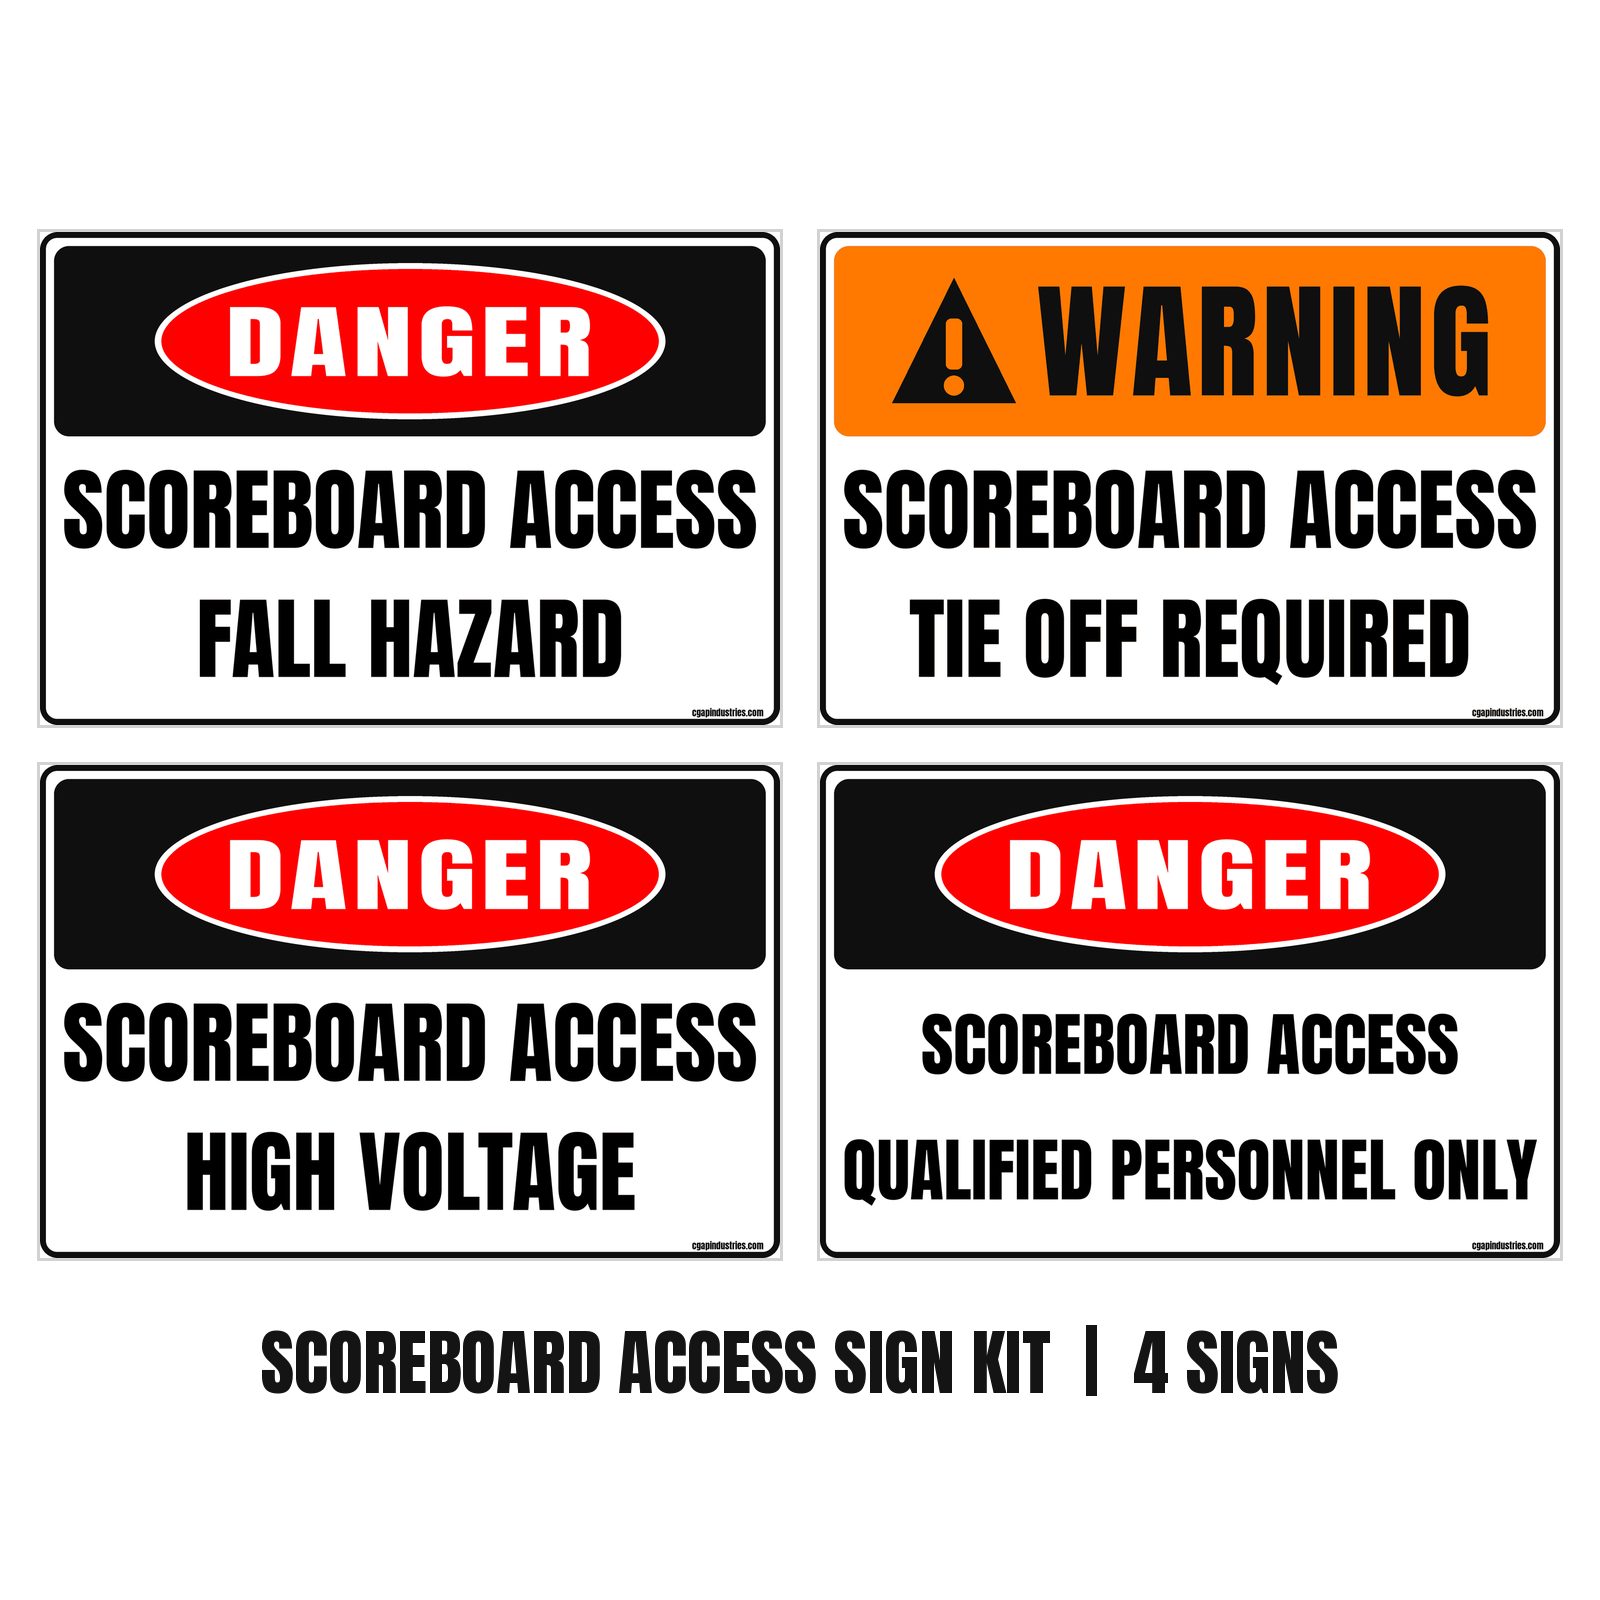 DANGER
SCOREBOARD ACCESS
FALL HAZARD
cgapindustries.com
WARNING
SCOREBOARD ACCESS
TIE OFF REQUIRED
cgapindustries.com
DANGER
SCOREBOARD ACCESS
HIGH VOLTAGE
cgapindustries.com
DANGER
SCOREBOARD ACCESS
QUALIFIED PERSONNEL ONLY
cgapindustries.com
SCOREBOARD ACCESS SIGN KIT | 4 SIGNS